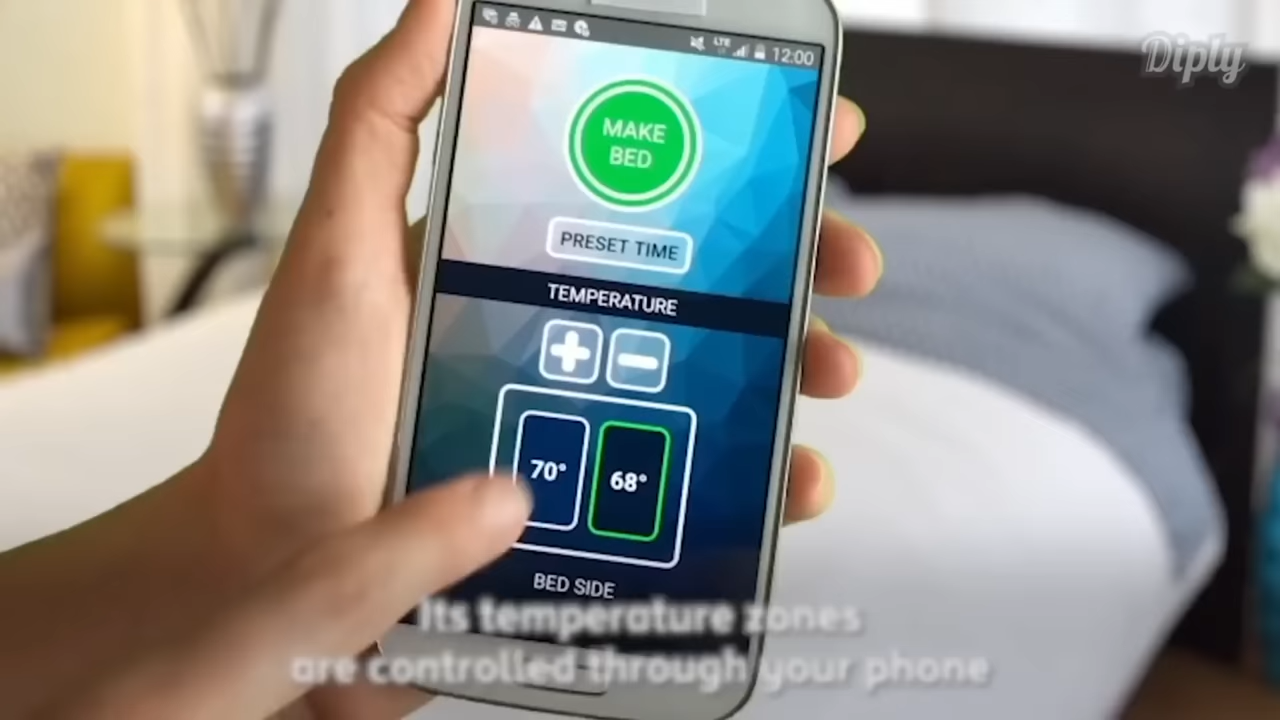 Diply
LTE
12:00
MAKE
BED
PRESET TIME
TEMPERATURE
70°
68°
BED SIDE
Its temperature zones
are controlled through your phone